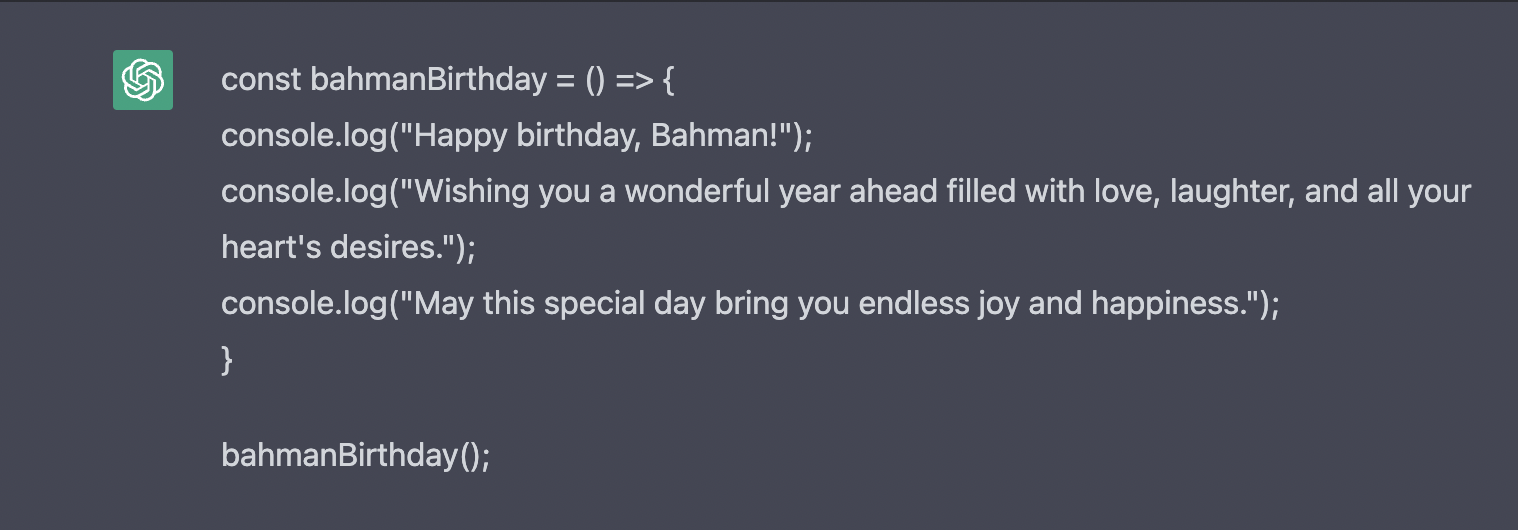 const bahmanBirthday = () => {
console.log("Happy birthday, Bahman!");
console.log("Wishing you a wonderful year ahead filled with love, laughter, and all your
heart's desires.");
console.log("May this special day bring you endless joy and happiness.");
}
bahmanBirthday();